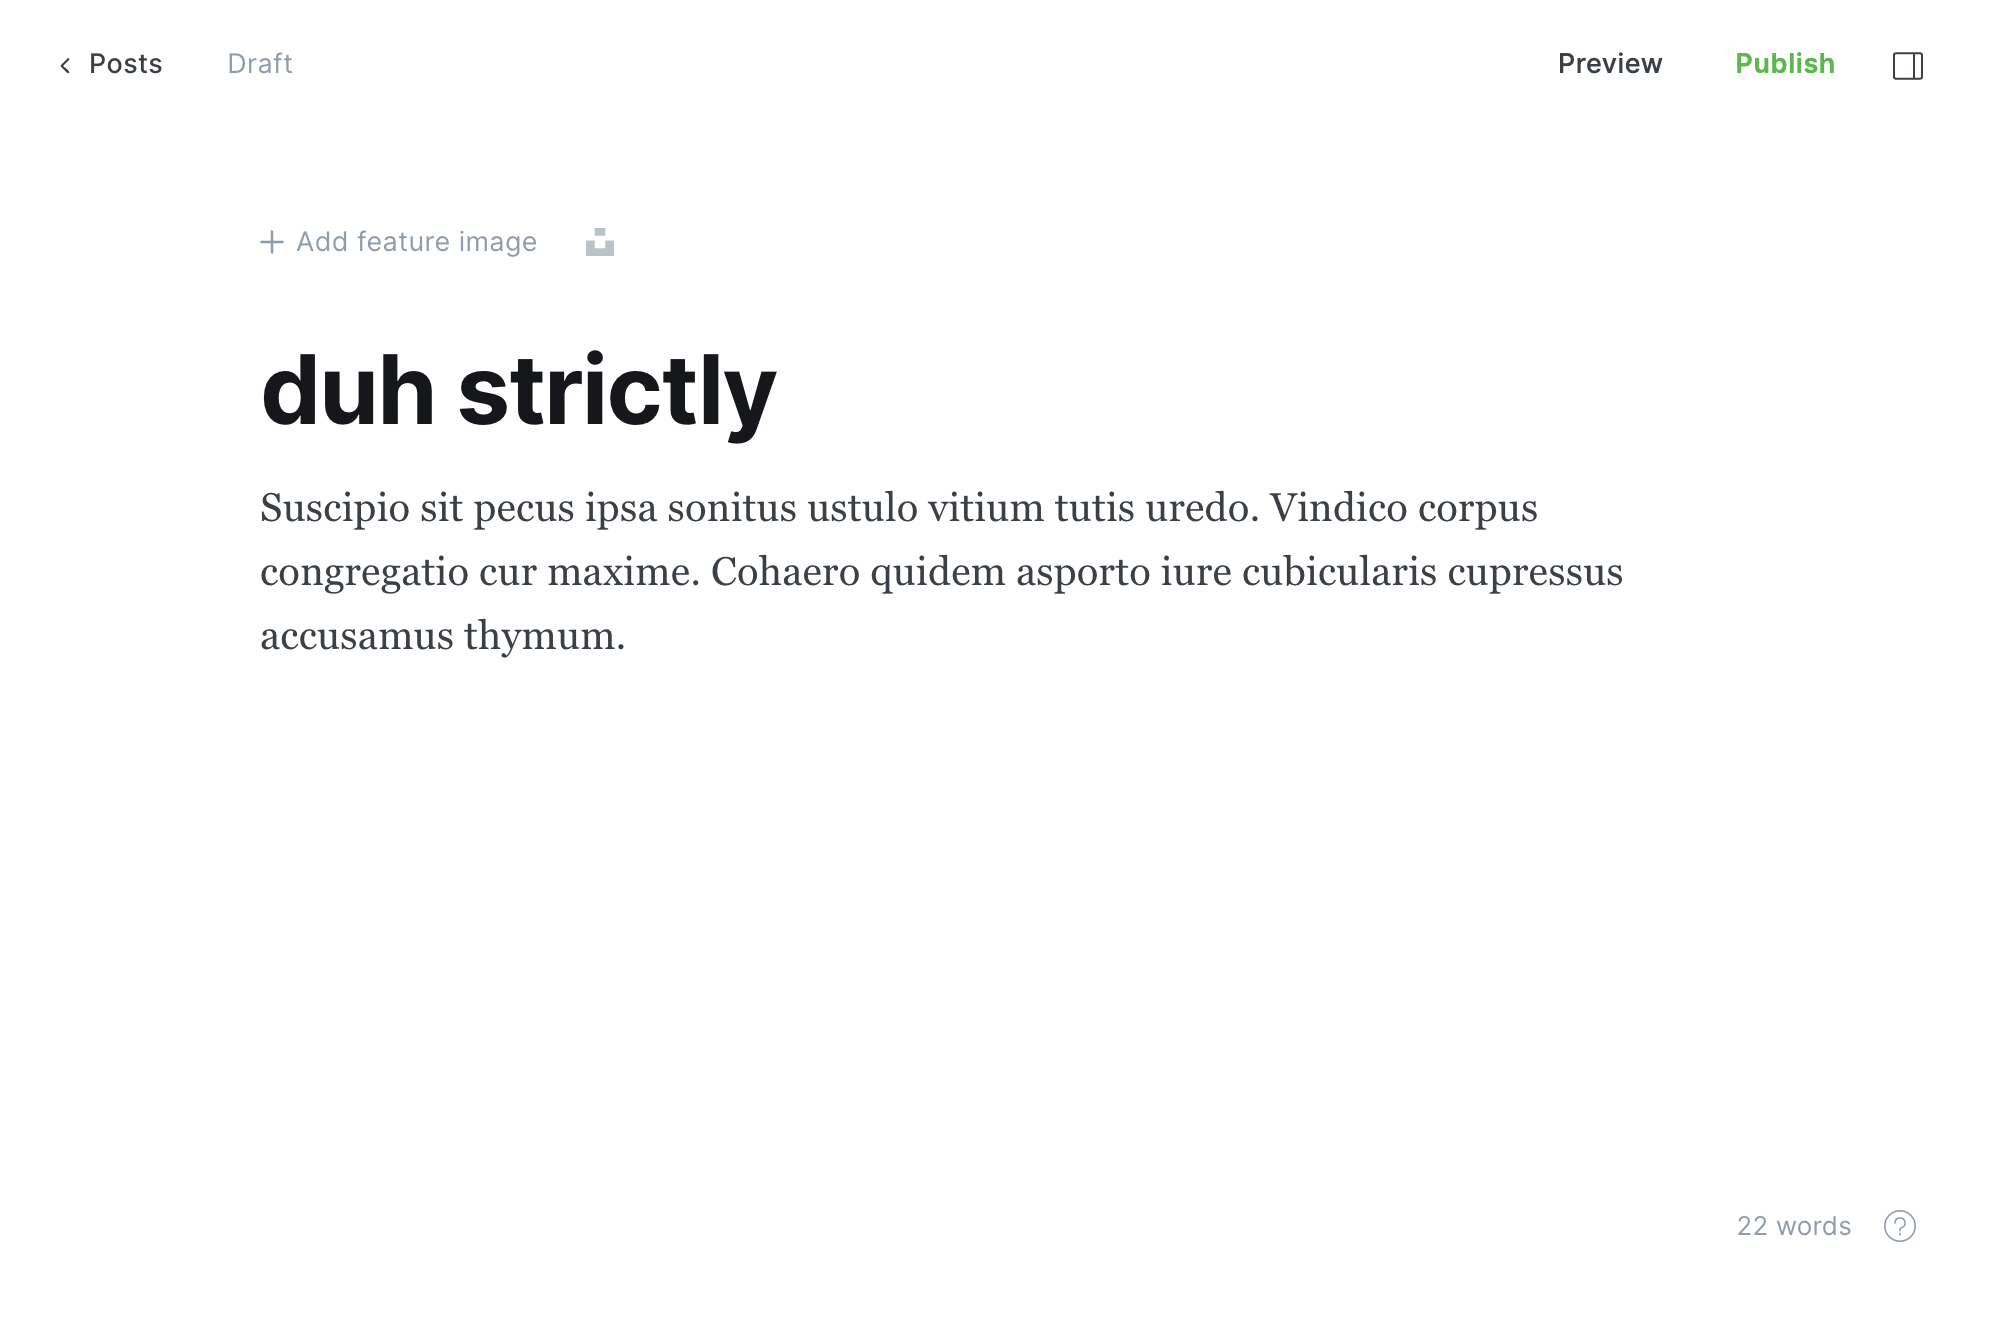 Posts
Draft
Preview
Publish
Add feature image
duh strictly
Suscipio sit pecus ipsa sonitus ustulo vitium tutis uredo. Vindico corpus
congregatio cur maxime. Cohaero quidem asporto iure cubicularis cupressus
accusamus thymum.
22 words
?